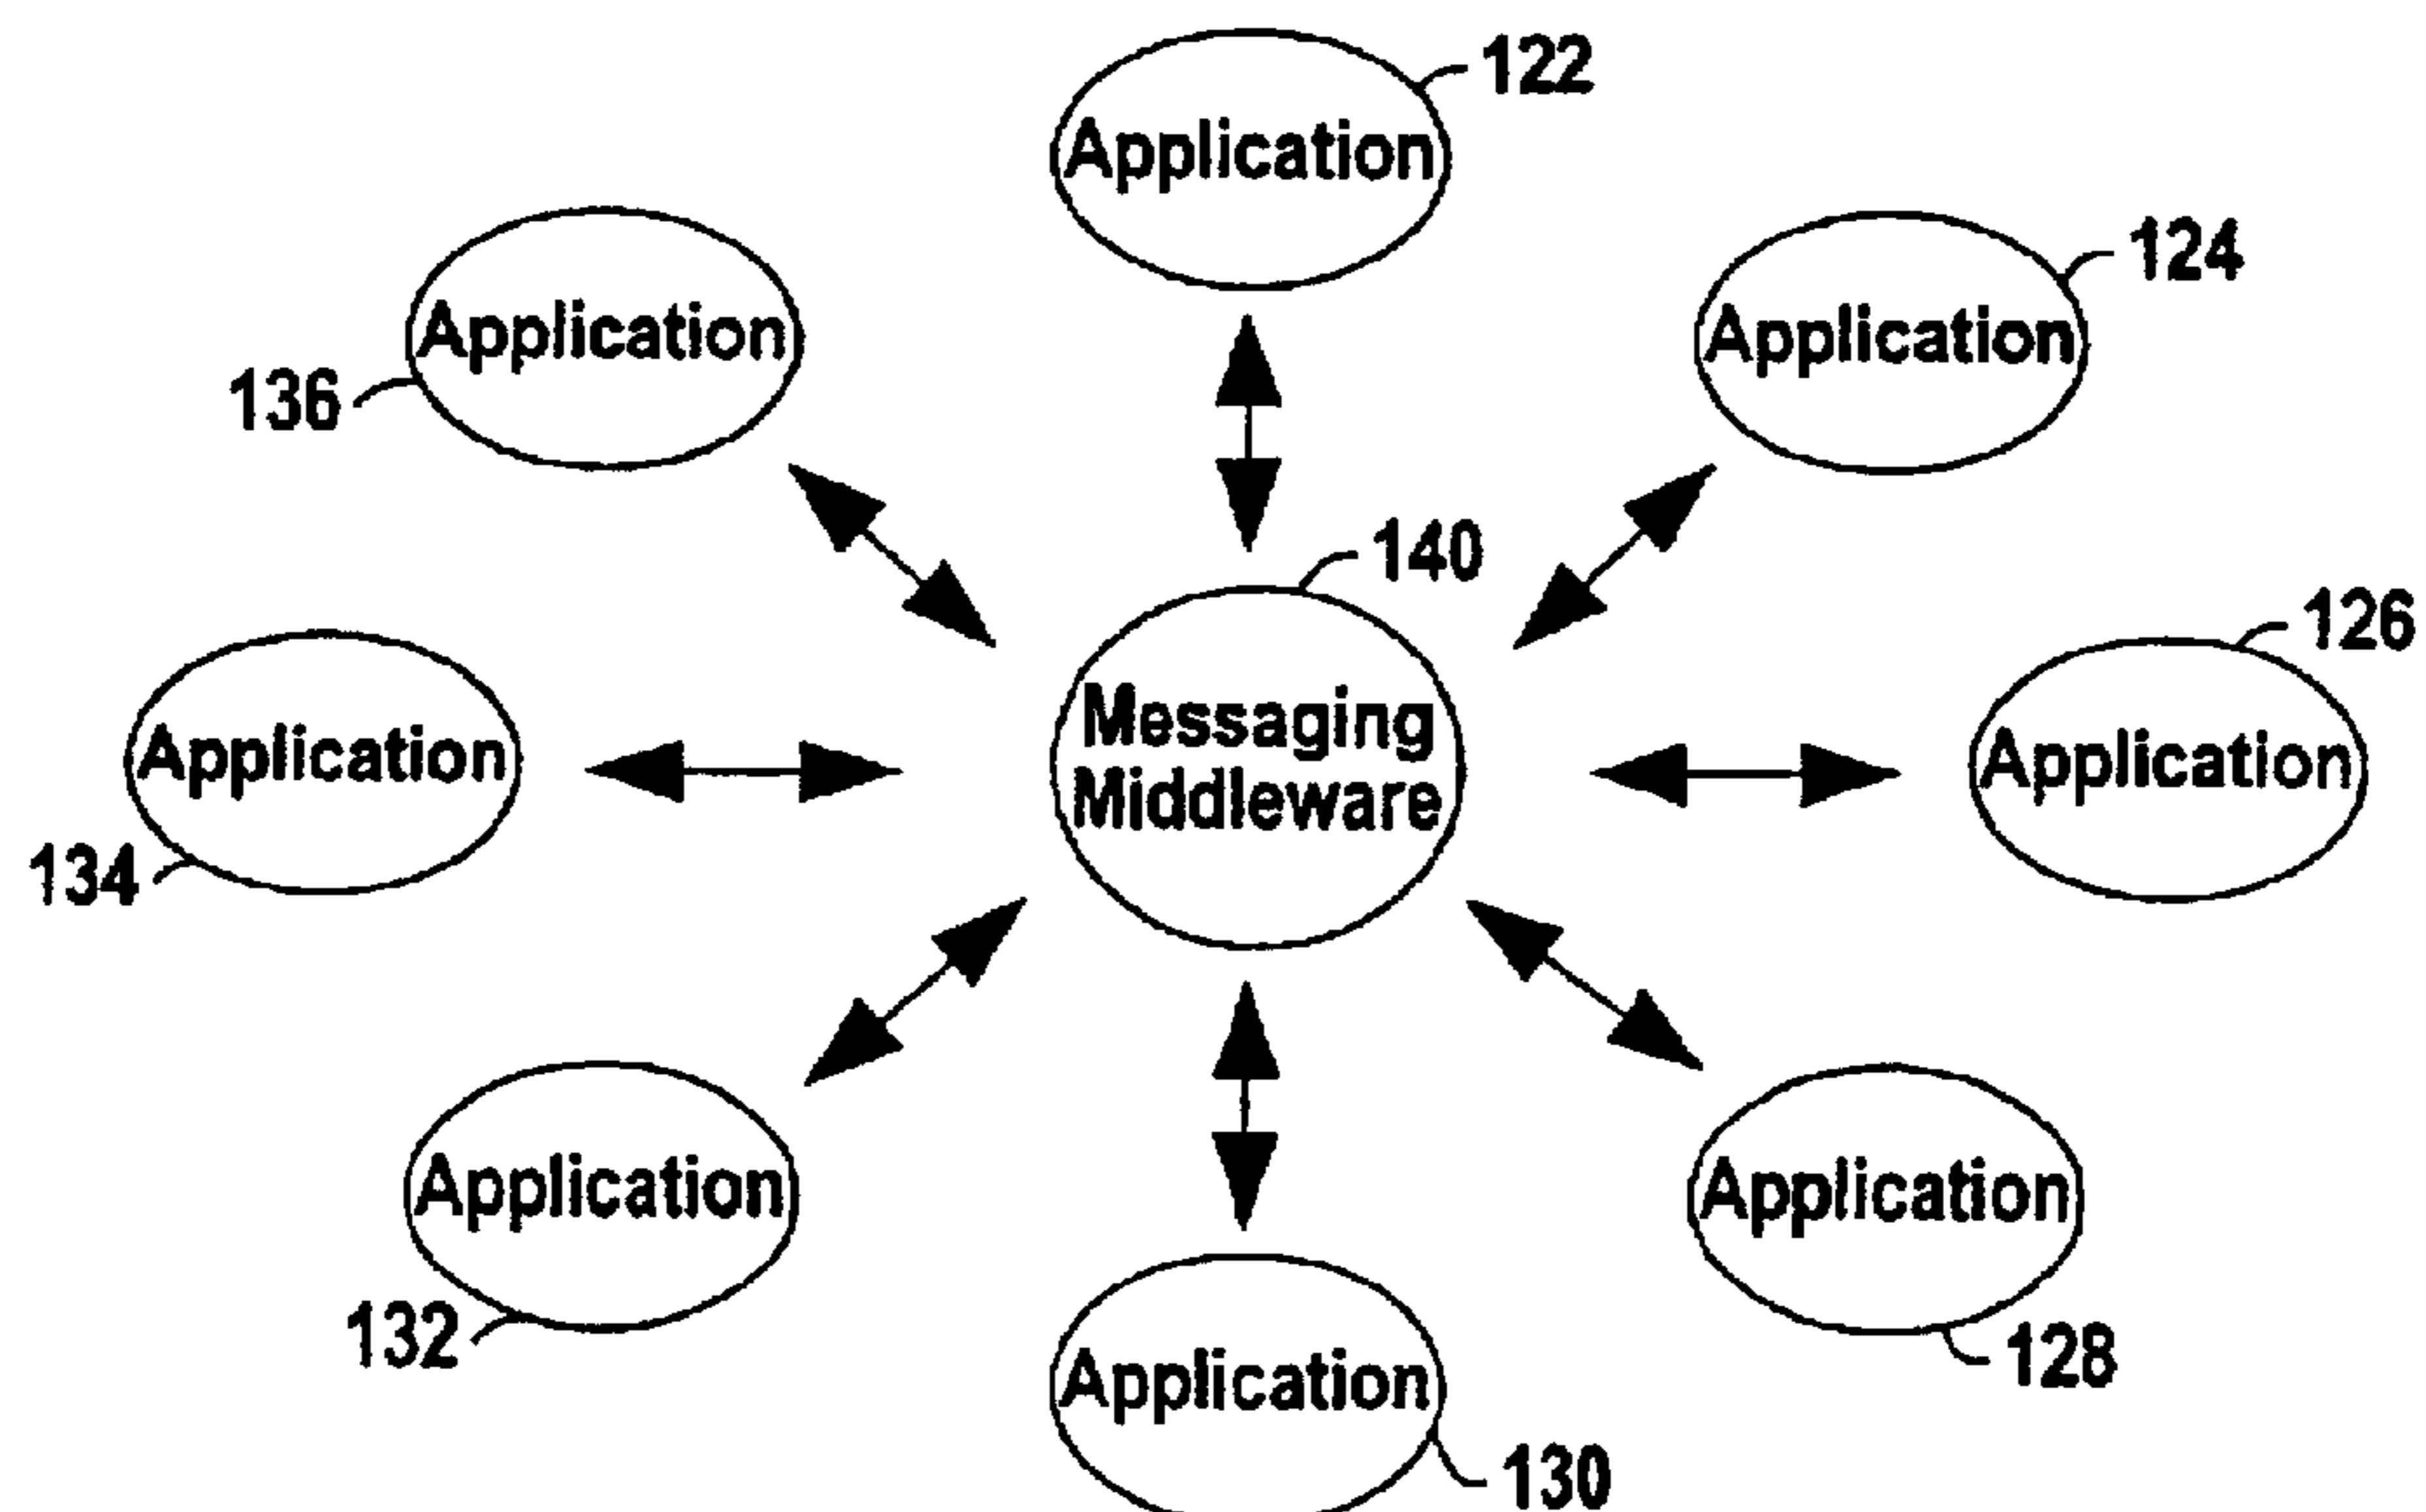 122
Application
124
Application
136
Application
140
126
Messaging
Middleware
Application
Application
134
Application
132
Application
128
Application
130